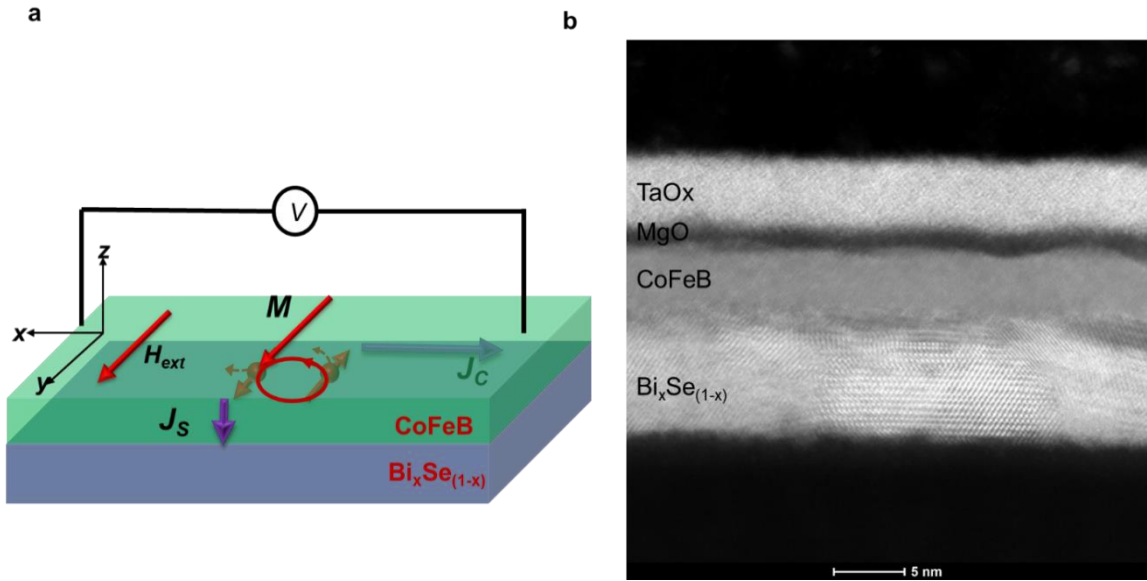 a
V
z
x
y
H_ext
M
J_C
J_S
CoFeB
Bi_xSe_(1-x)
b
TaOx
MgO
CoFeB
Bi_xSe_(1-x)
5 nm